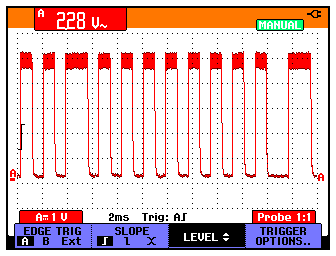 A 228 V~
MANUAL
A
A
A= 1 V 2ms Trig: A Probe 1:1
EDGE TRIG SLOPE LEVEL TRIGGER
A B Ext X OPTIONS..